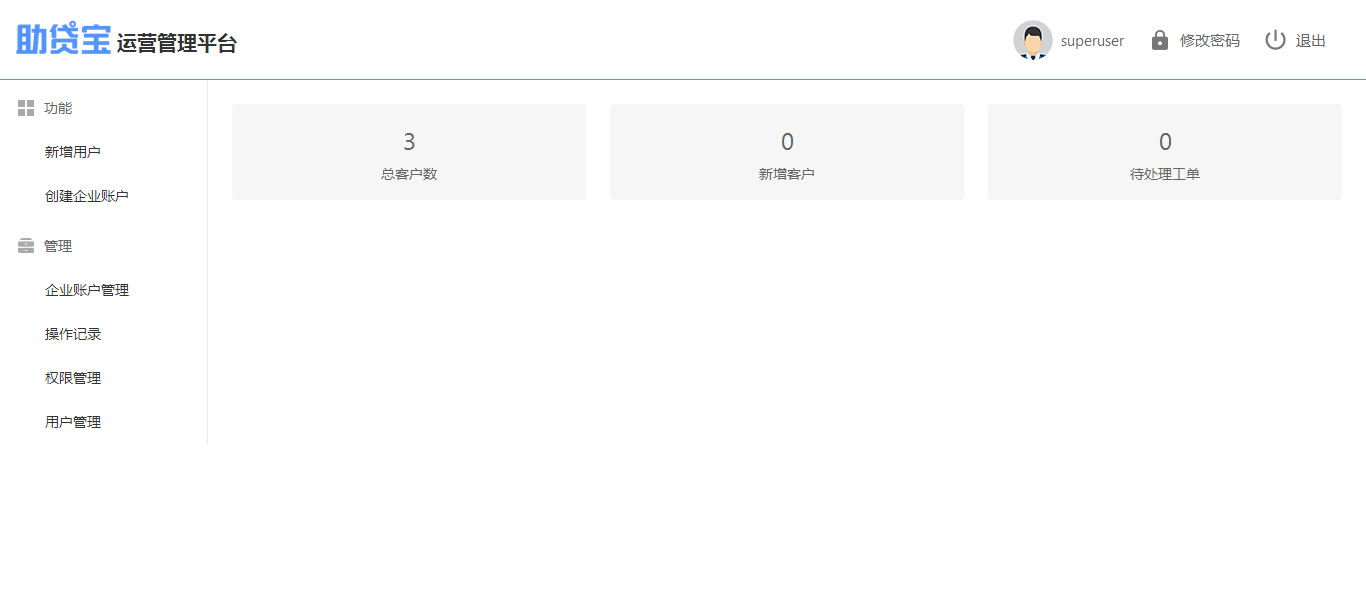 助贷宝 运营管理平台
superuser 修改密码 退出
功能
新增用户
创建企业账户
管理
企业账户管理
操作记录
权限管理
用户管理
3
总客户数
0
新增客户
0
待处理工单